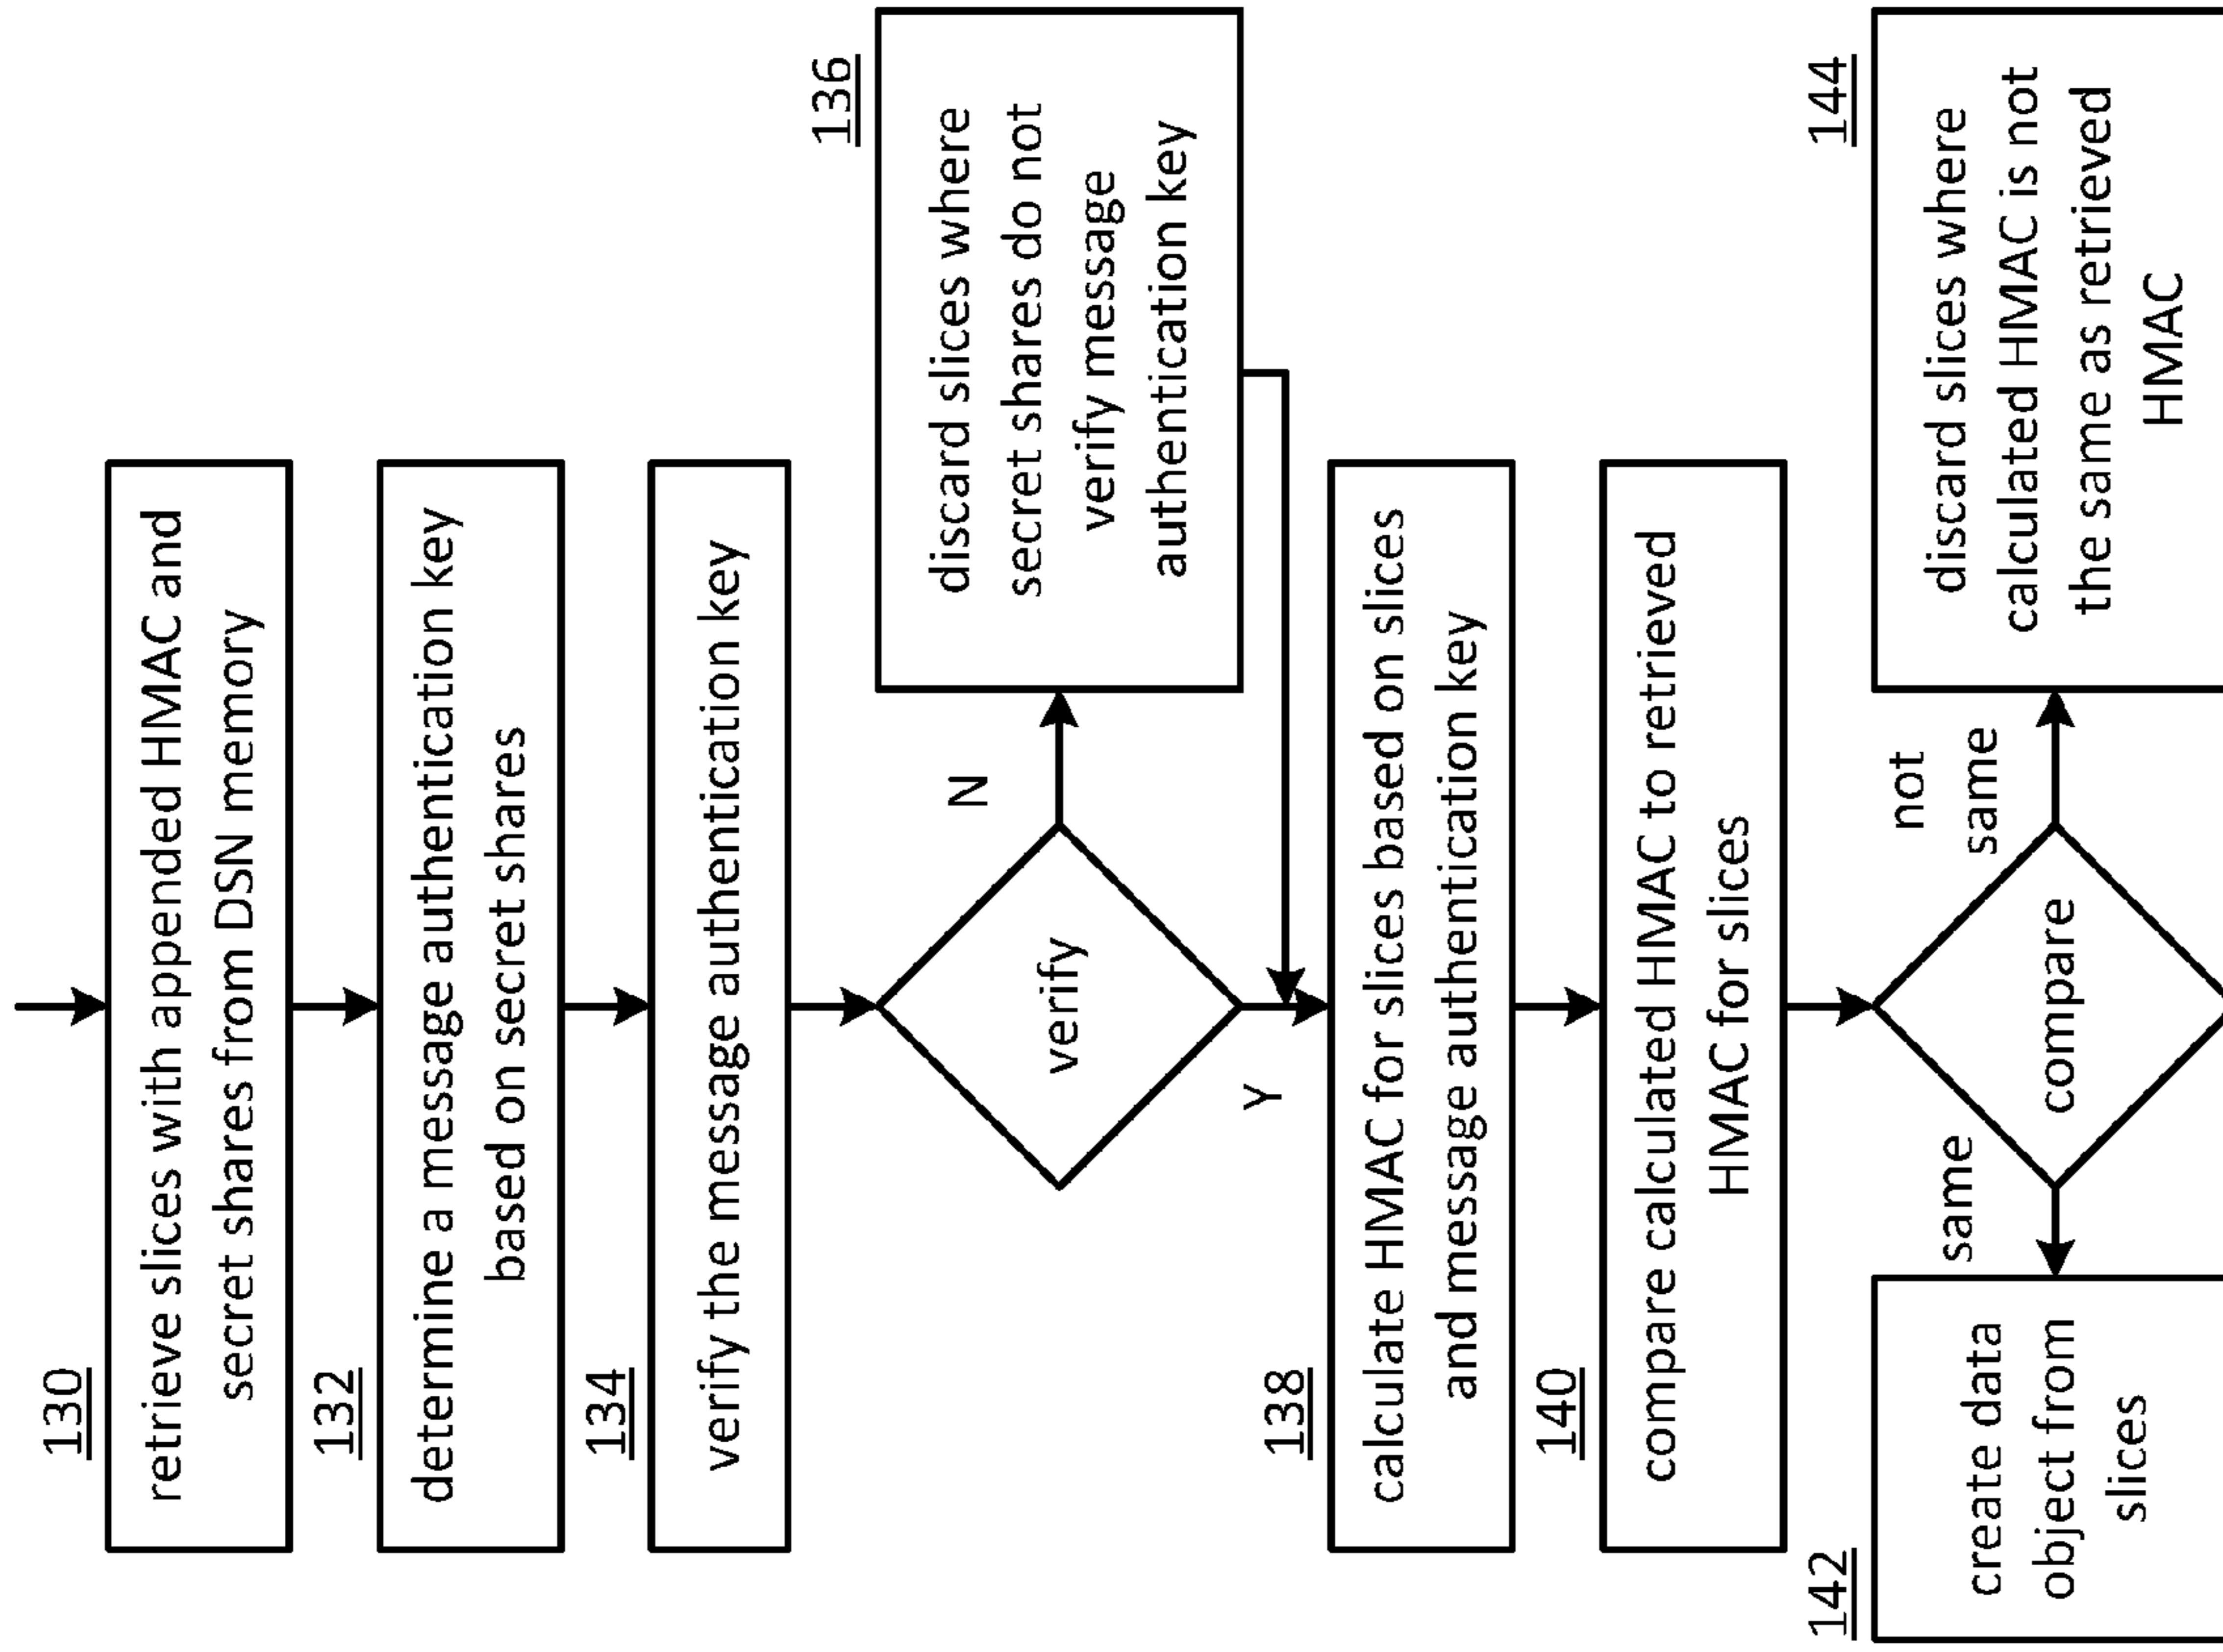 130
retrieve slices with appended HMAC and
secret shares from DSN memory
132
determine a message authentication key
based on secret shares
134
verify the message authentication key
verify
N
Y
136
discard slices where
secret shares do not
verify message
authentication key
138
calculate HMAC for slices based on slices
and message authentication key
140
compare calculated HMAC to retrieved
HMAC for slices
compare
same
not
same
142
create data
object from
slices
144
discard slices where
calculated HMAC is not
the same as retrieved
HMAC